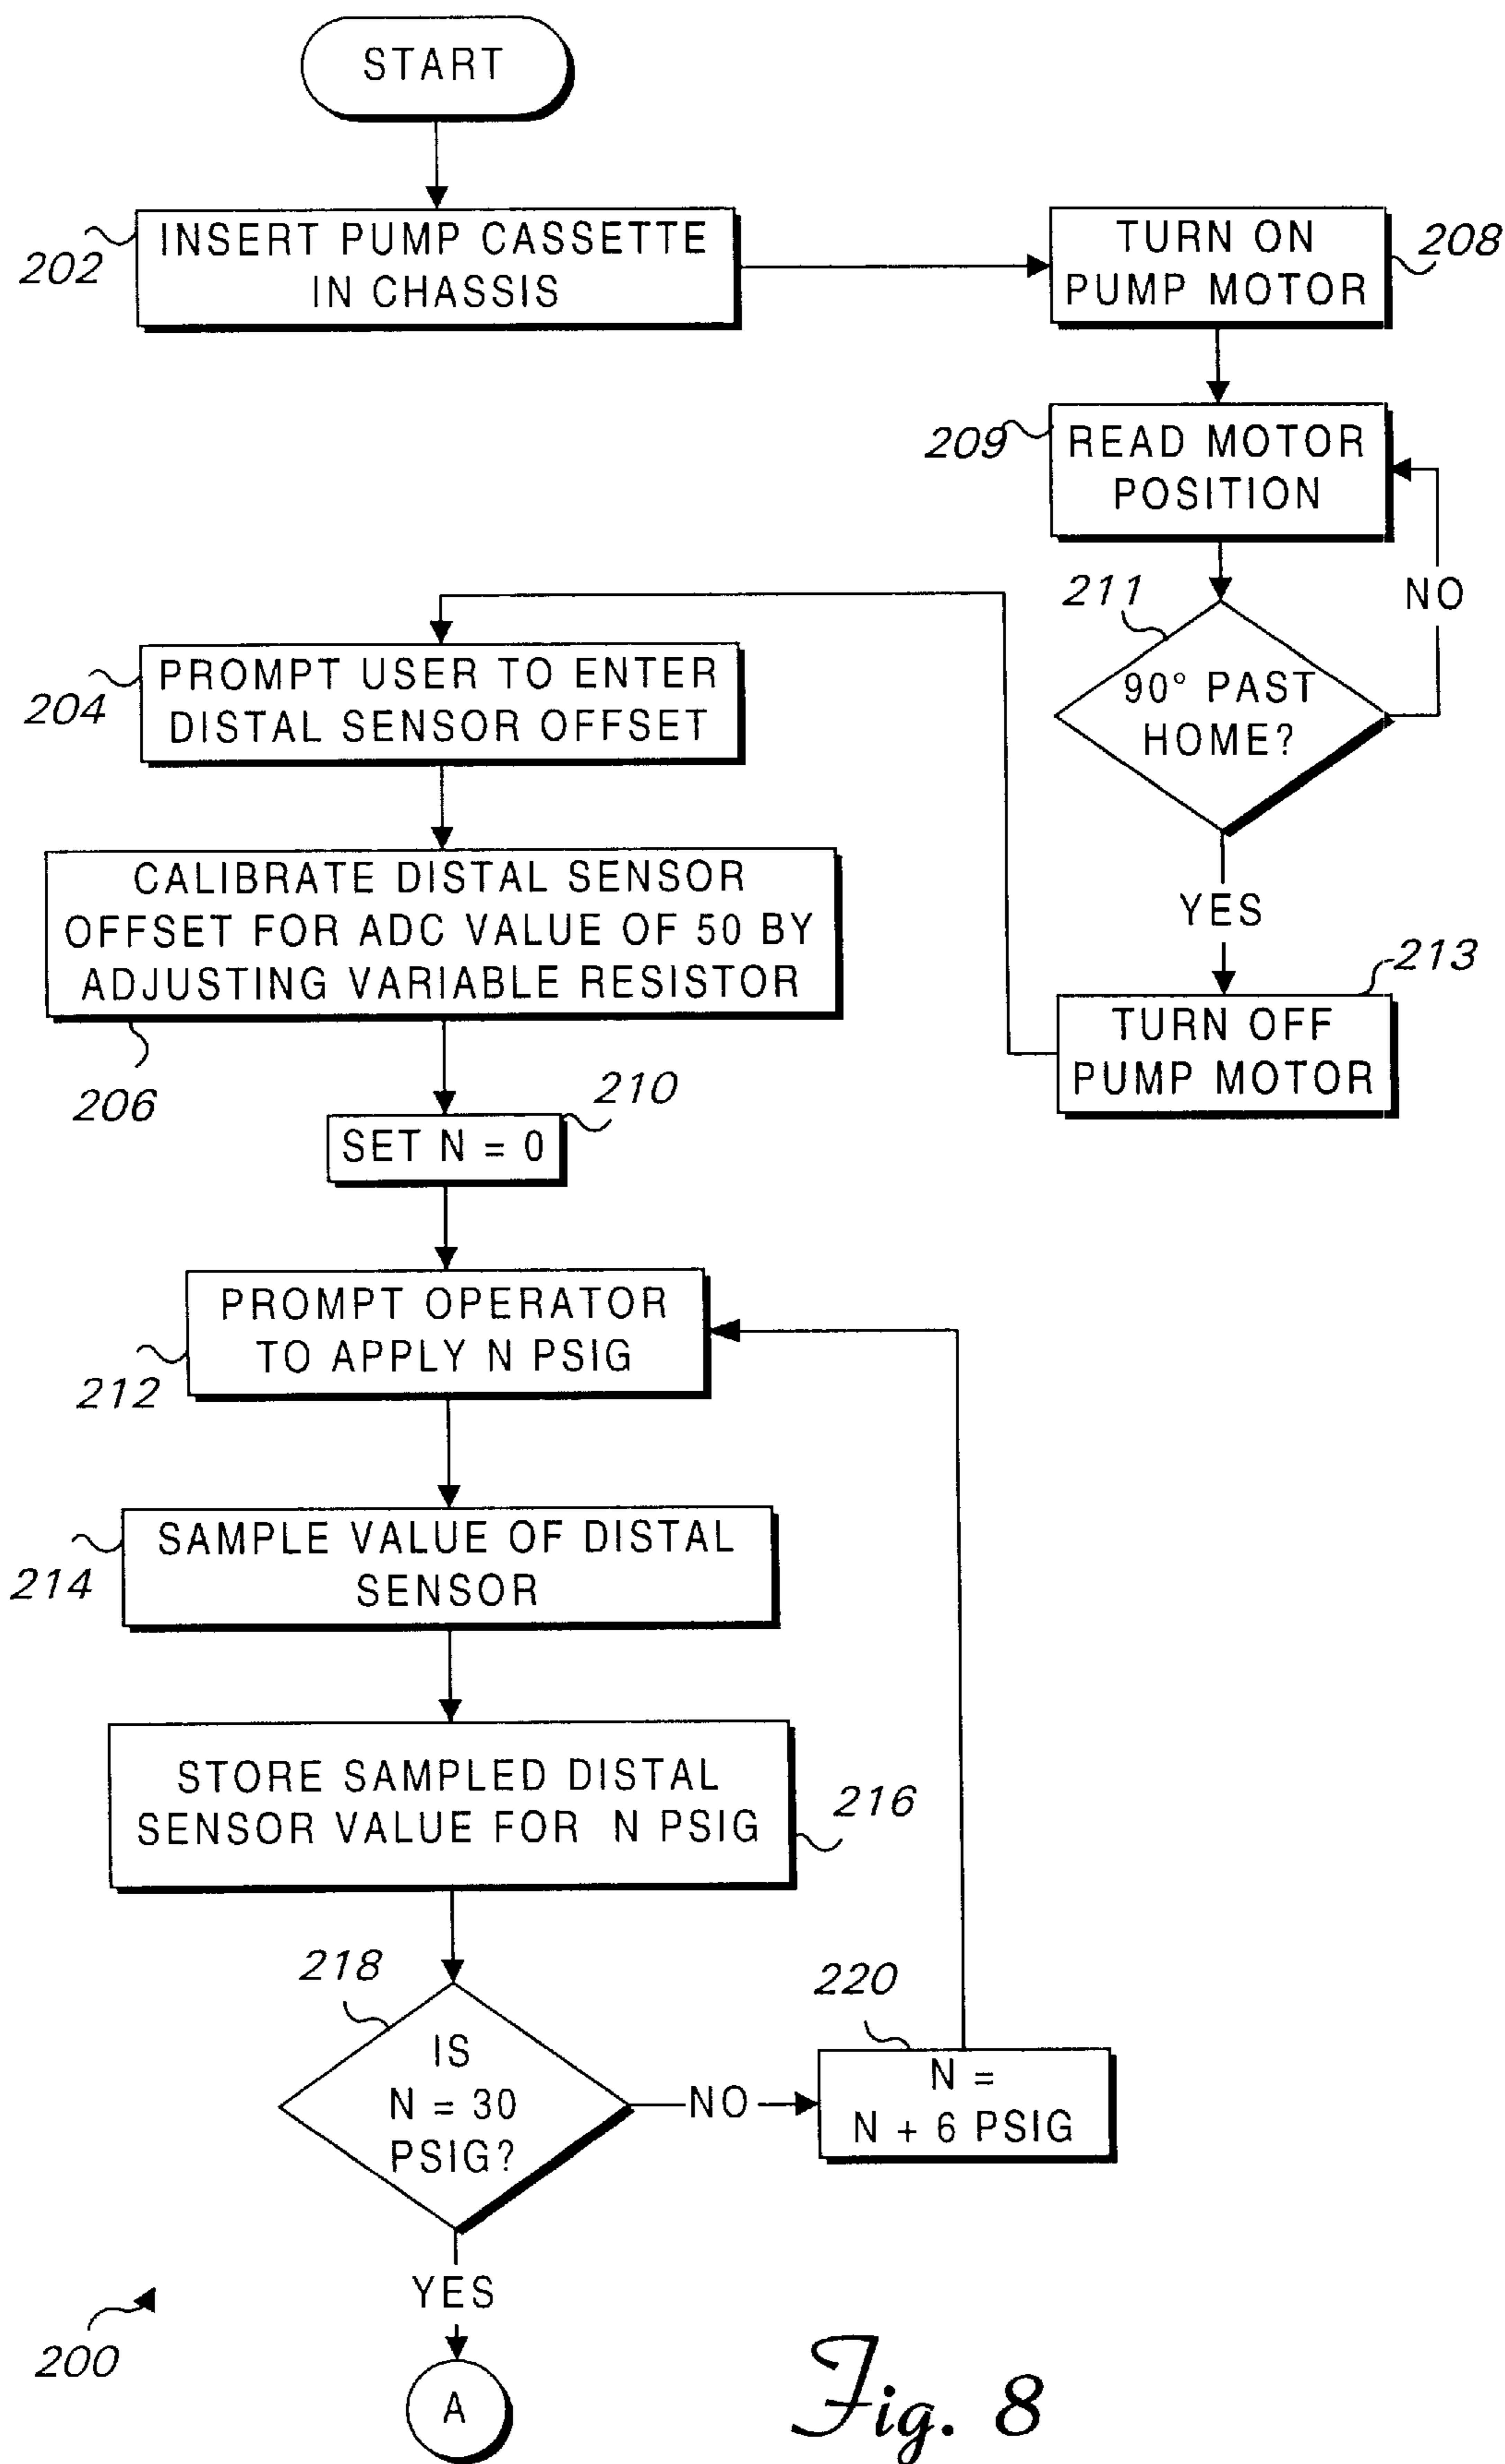 START
INSERT PUMP CASSETTE
IN CHASSIS
202
TURN ON
PUMP MOTOR
208
READ MOTOR
POSITION
209
211
90° PAST
HOME?
NO
YES
213
TURN OFF
PUMP MOTOR
PROMPT USER TO ENTER
DISTAL SENSOR OFFSET
204
CALIBRATE DISTAL SENSOR
OFFSET FOR ADC VALUE OF 50 BY
ADJUSTING VARIABLE RESISTOR
206
210
SET N = 0
PROMPT OPERATOR
TO APPLY N PSIG
212
SAMPLE VALUE OF DISTAL
SENSOR
214
STORE SAMPLED DISTAL
SENSOR VALUE FOR N PSIG
216
218
IS
N = 30
PSIG?
NO
220
N =
N + 6 PSIG
YES
A
200
Fig. 8